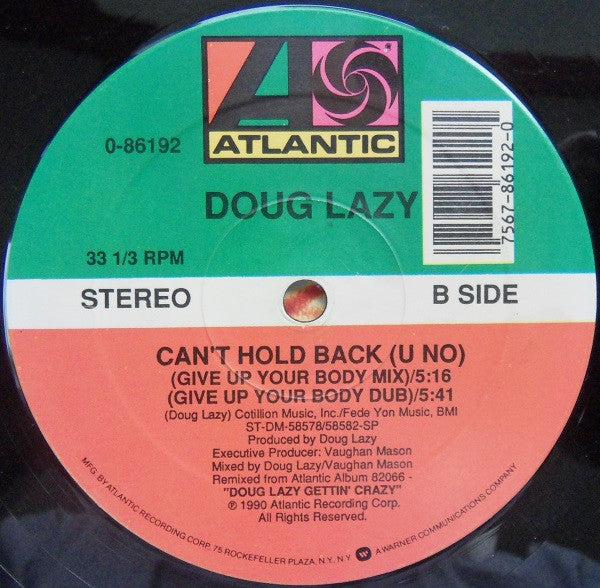 ATLANTIC
0-86192
DOUG LAZY
7567-86192-0
33 1/3 RPM
STEREO
B SIDE
CAN'T HOLD BACK (U NO)
(GIVE UP YOUR BODY MIX)/5:16
(GIVE UP YOUR BODY DUB)/5:41
(Doug Lazy) Cotillion Music, Inc./Fede Yon Music, BMI
ST-DM-58578/58582-SP
Produced by Doug Lazy
Executive Producer: Vaughan Mason
Mixed by Doug Lazy/Vaughan Mason
Remixed from Atlantic Album 82066 -
"DOUG LAZY GETTIN' CRAZY"
℗ 1990 Atlantic Recording Corp.
All Rights Reserved.
MFG. BY ATLANTIC RECORDING CORP. 75 ROCKEFELLER PLAZA, N.Y., N.Y. A WARNER COMMUNICATIONS COMPANY